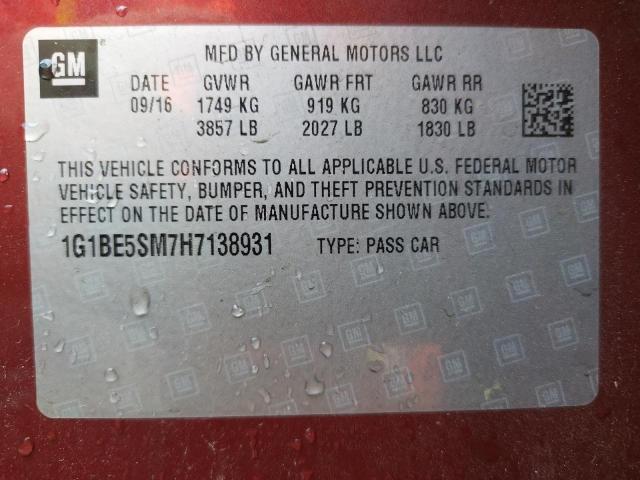 GM
MFD BY GENERAL MOTORS LLC
DATE GVWR GAWR FRT GAWR RR
09/16 1749 KG 919 KG 830 KG
3857 LB 2027 LB 1830 LB
THIS VEHICLE CONFORMS TO ALL APPLICABLE U.S. FEDERAL MOTOR
VEHICLE SAFETY, BUMPER, AND THEFT PREVENTION STANDARDS IN
EFFECT ON THE DATE OF MANUFACTURE SHOWN ABOVE.
1G1BE5SM7H7138931 TYPE: PASS CAR